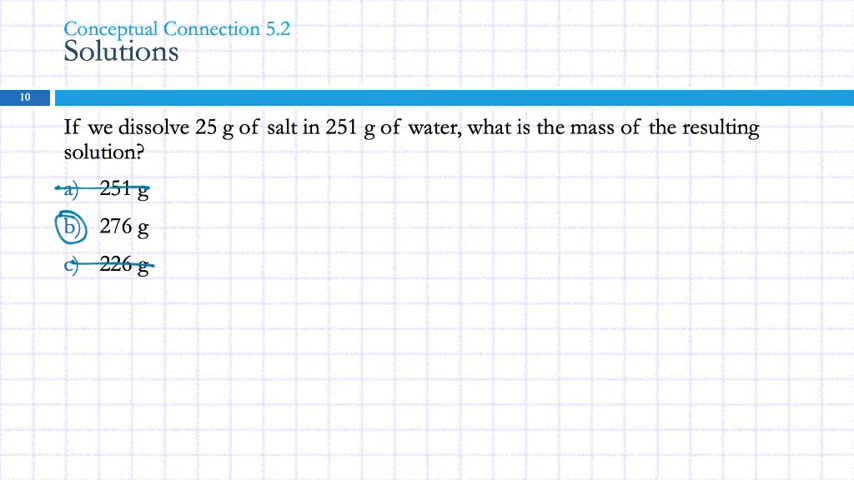 Conceptual Connection 5.2
Solutions
10
If we dissolve 25 g of salt in 251 g of water, what is the mass of the resulting
solution?
a) 251 g
b) 276 g
c) 226 g